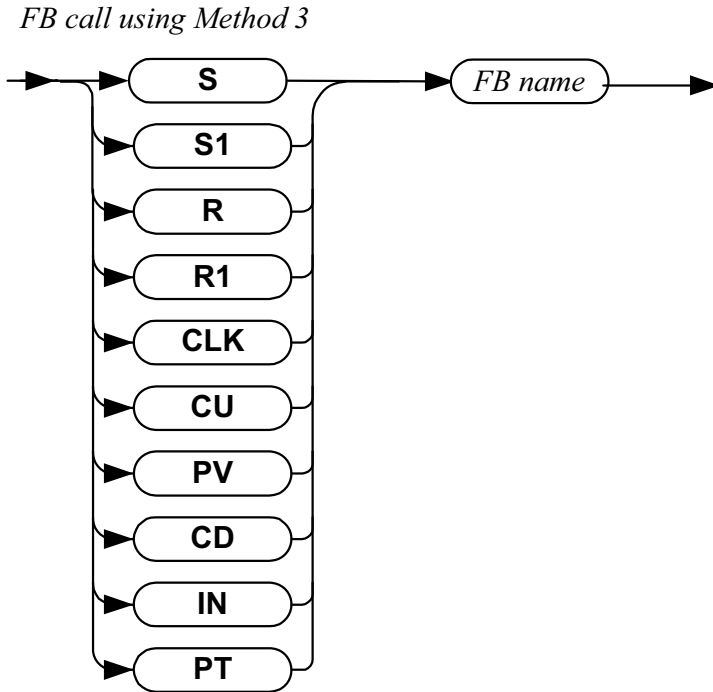 FB call using Method 3
S
FB name
S1
R
R1
CLK
CU
PV
CD
IN
PT